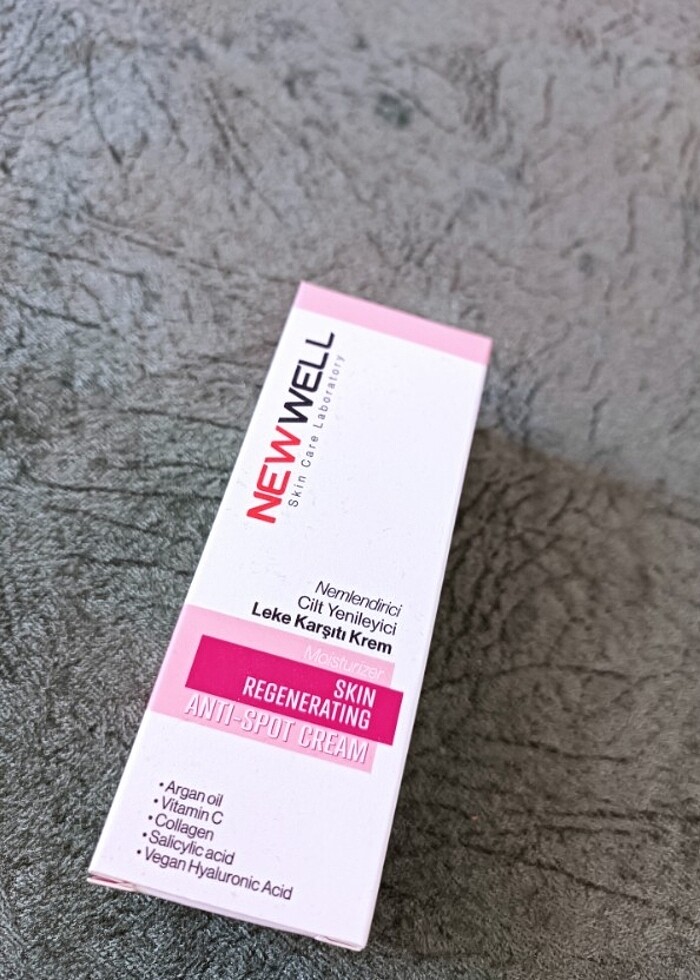 NEWWELL
Skin Care Laboratory
Nemlendirici
Cilt Yenileyici
Leke Karşıtı Krem
Moisturizer
SKIN
REGENERATING
ANTI-SPOT CREAM
• Argan oil
• Vitamin C
• Collagen
• Salicylic acid
• Vegan Hyaluronic Acid